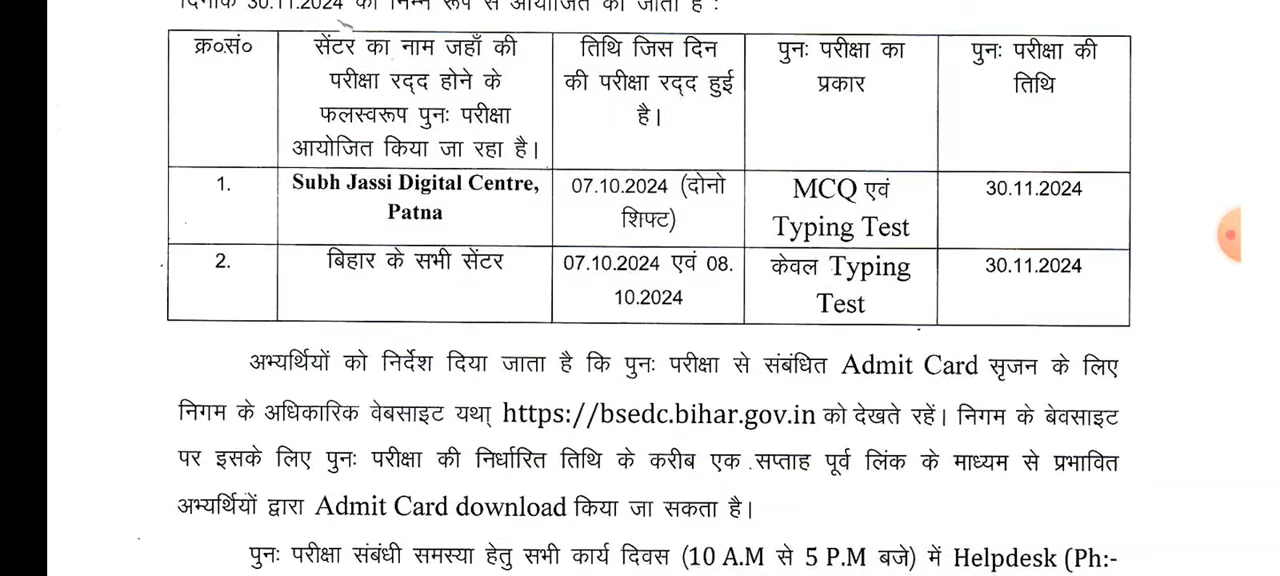 दिनांक 30.11.2024 को निम्न रूप से आयोजित की जाती है :
क्र०सं०
सेंटर का नाम जहाँ की
परीक्षा रद्द होने के
फलस्वरूप पुनः परीक्षा
आयोजित किया जा रहा है।
तिथि जिस दिन
की परीक्षा रद्द हुई
है।
पुनः परीक्षा का
प्रकार
पुनः परीक्षा की
तिथि
1.
Subh Jassi Digital Centre,
Patna
07.10.2024 (दोनो
शिफ्ट)
MCQ एवं
Typing Test
30.11.2024
2.
बिहार के सभी सेंटर
07.10.2024 एवं 08.
10.2024
केवल Typing
Test
30.11.2024
अभ्यर्थियों को निर्देश दिया जाता है कि पुनः परीक्षा से संबंधित Admit Card सृजन के लिए
निगम के अधिकारिक वेबसाइट यथा् https://bsedc.bihar.gov.in को देखते रहें। निगम के बेवसाइट
पर इसके लिए पुनः परीक्षा की निर्धारित तिथि के करीब एक सप्ताह पूर्व लिंक के माध्यम से प्रभावित
अभ्यर्थियों द्वारा Admit Card download किया जा सकता है।
पुनः परीक्षा संबंधी समस्या हेतु सभी कार्य दिवस (10 A.M से 5 P.M बजे) में Helpdesk (Ph:-